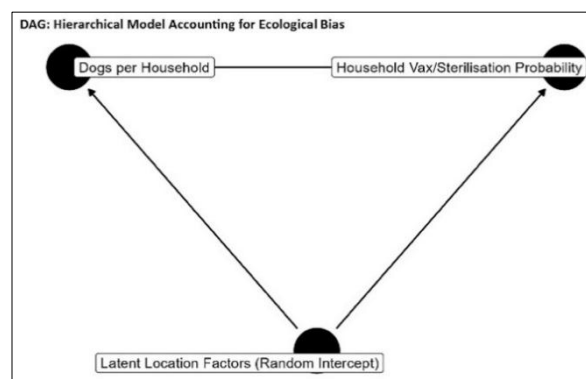 DAG: Hierarchical Model Accounting for Ecological Bias
Dogs per Household
Household Vax/Sterilisation Probability
Latent Location Factors (Random Intercept)